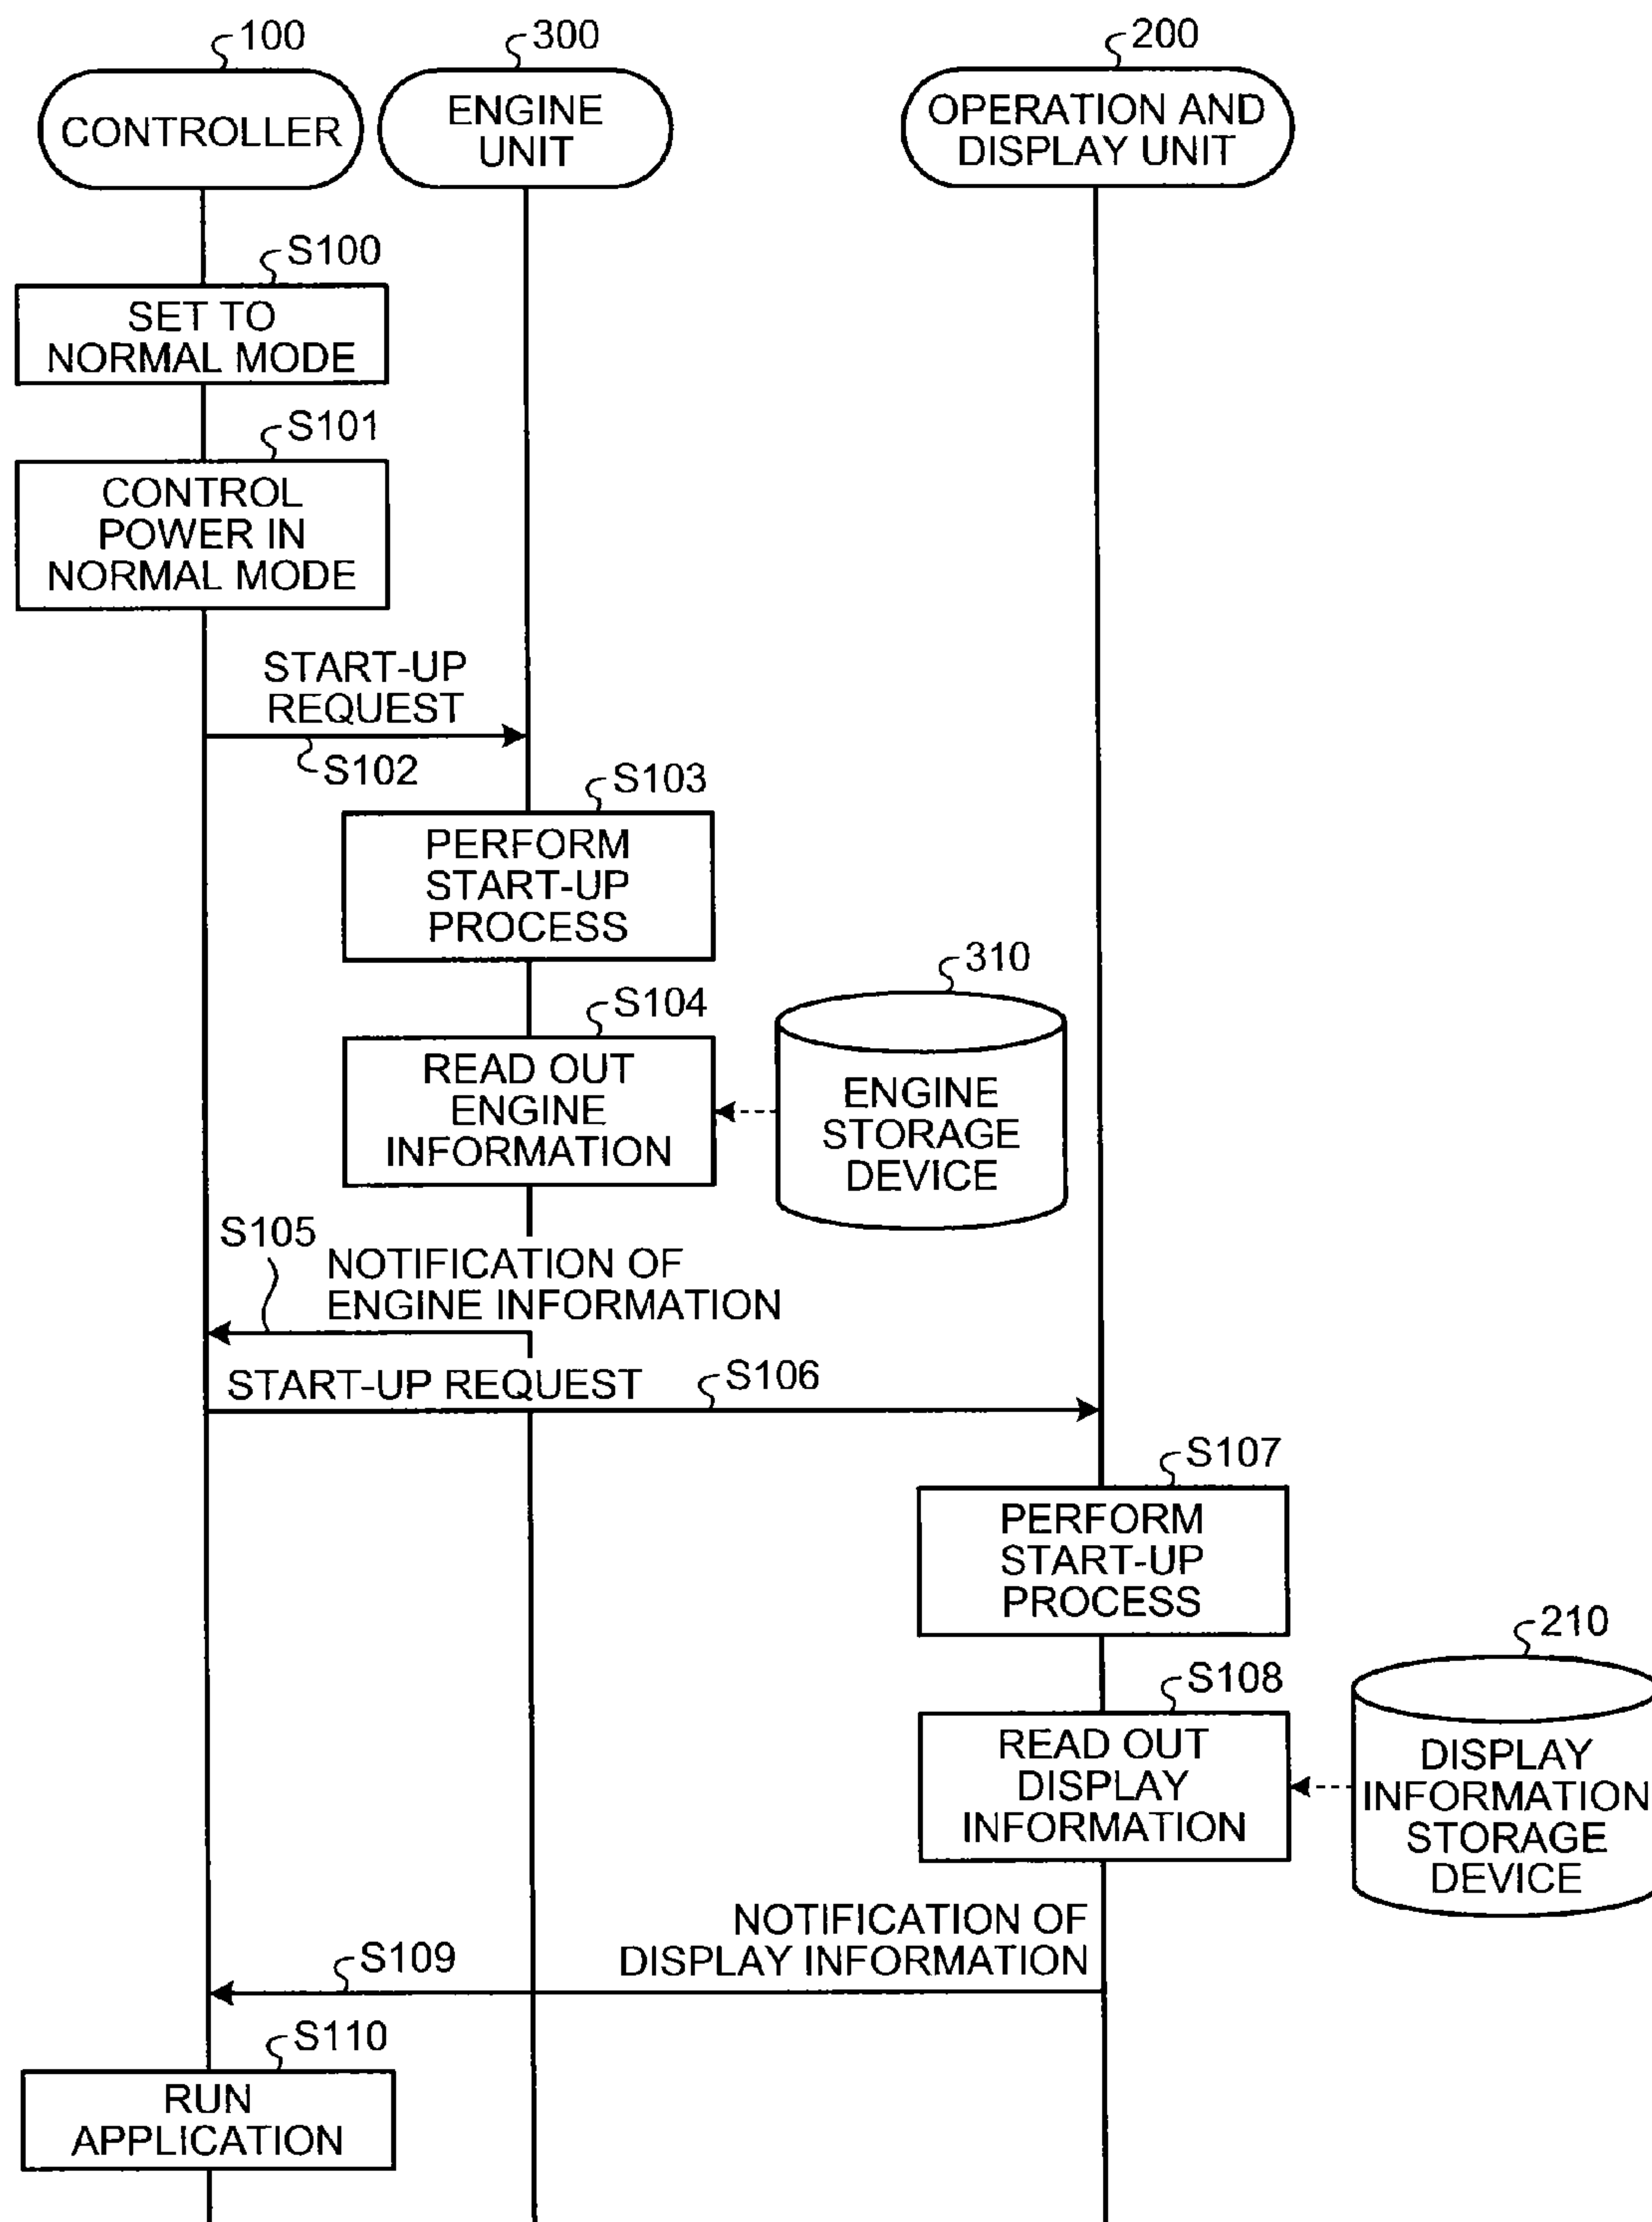 100
300
200
CONTROLLER
ENGINE
UNIT
OPERATION AND
DISPLAY UNIT
S100
SET TO
NORMAL MODE
S101
CONTROL
POWER IN
NORMAL MODE
START-UP
REQUEST
S102
S103
PERFORM
START-UP
PROCESS
310
S104
READ OUT
ENGINE
INFORMATION
ENGINE
STORAGE
DEVICE
S105
NOTIFICATION OF
ENGINE INFORMATION
START-UP REQUEST
S106
S107
PERFORM
START-UP
PROCESS
210
S108
READ OUT
DISPLAY
INFORMATION
DISPLAY
INFORMATION
STORAGE
DEVICE
NOTIFICATION OF
DISPLAY INFORMATION
S109
S110
RUN
APPLICATION